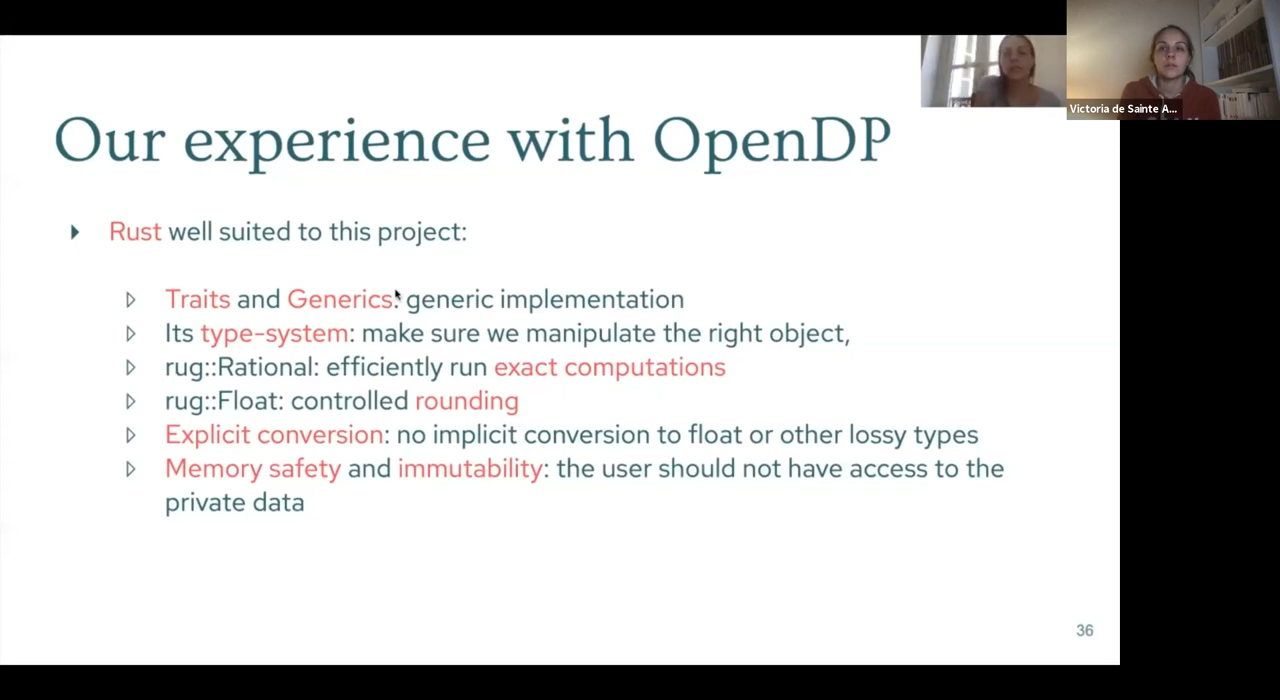 Our experience with OpenDP
Victoria de Sainte A...
Rust well suited to this project:
Traits and Generics: generic implementation
Its type-system: make sure we manipulate the right object,
rug::Rational: efficiently run exact computations
rug::Float: controlled rounding
Explicit conversion: no implicit conversion to float or other lossy types
Memory safety and immutability: the user should not have access to the
private data
36